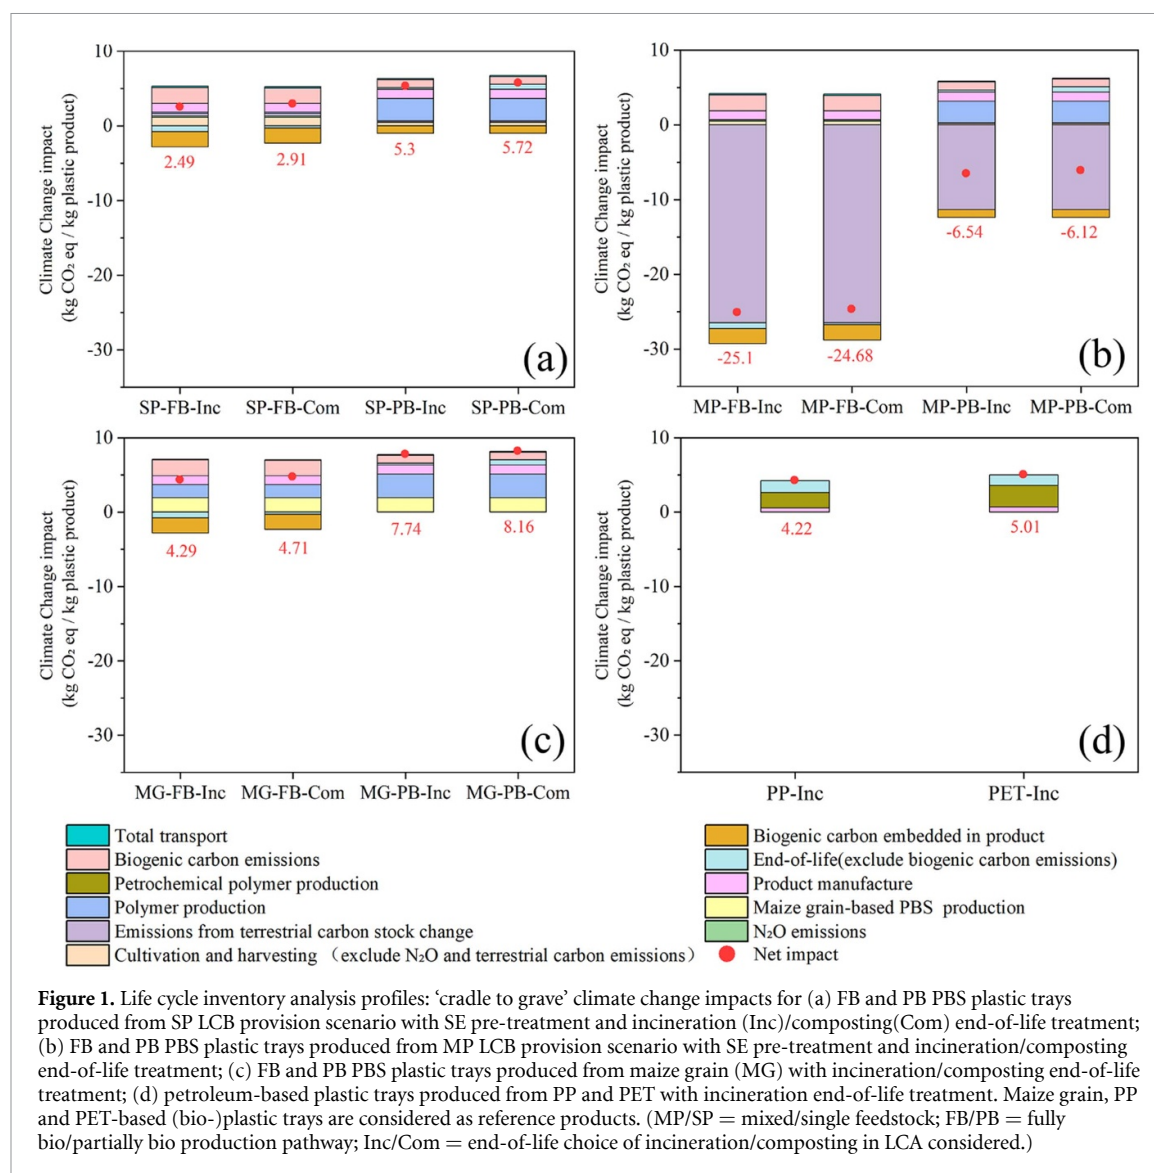 10
0
-10
-20
-30
Climate Change impact
(kg CO₂ eq / kg plastic product)
2.49
2.91
5.3
5.72
(a)
SP-FB-Inc
SP-FB-Com
SP-PB-Inc
SP-PB-Com
10
0
-10
-20
-30
Climate Change impact
(kg CO₂ eq / kg plastic product)
-25.1
-24.68
-6.54
-6.12
(b)
MP-FB-Inc
MP-FB-Com
MP-PB-Inc
MP-PB-Com
10
0
-10
-20
-30
Climate Change impact
(kg CO₂ eq / kg plastic product)
4.29
4.71
7.74
8.16
(c)
MG-FB-Inc
MG-FB-Com
MG-PB-Inc
MG-PB-Com
10
0
-10
-20
-30
Climate Change impact
(kg CO₂ eq / kg plastic product)
4.22
5.01
(d)
PP-Inc
PET-Inc
Total transport
Biogenic carbon emissions
Petrochemical polymer production
Polymer production
Emissions from terrestrial carbon stock change
Cultivation and harvesting （exclude N₂O and terrestrial carbon emissions）
Biogenic carbon embedded in product
End-of-life(exclude biogenic carbon emissions)
Product manufacture
Maize grain-based PBS production
N₂O emissions
Net impact
Figure 1. Life cycle inventory analysis profiles: ‘cradle to grave’ climate change impacts for (a) FB and PB PBS plastic trays
produced from SP LCB provision scenario with SE pre-treatment and incineration (Inc)/composting(Com) end-of-life treatment;
(b) FB and PB PBS plastic trays produced from MP LCB provision scenario with SE pre-treatment and incineration/composting
end-of-life treatment; (c) FB and PB PBS plastic trays produced from maize grain (MG) with incineration/composting end-of-life
treatment; (d) petroleum-based plastic trays produced from PP and PET with incineration end-of-life treatment. Maize grain, PP
and PET-based (bio-)plastic trays are considered as reference products. (MP/SP = mixed/single feedstock; FB/PB = fully
bio/partially bio production pathway; Inc/Com = end-of-life choice of incineration/composting in LCA considered.)